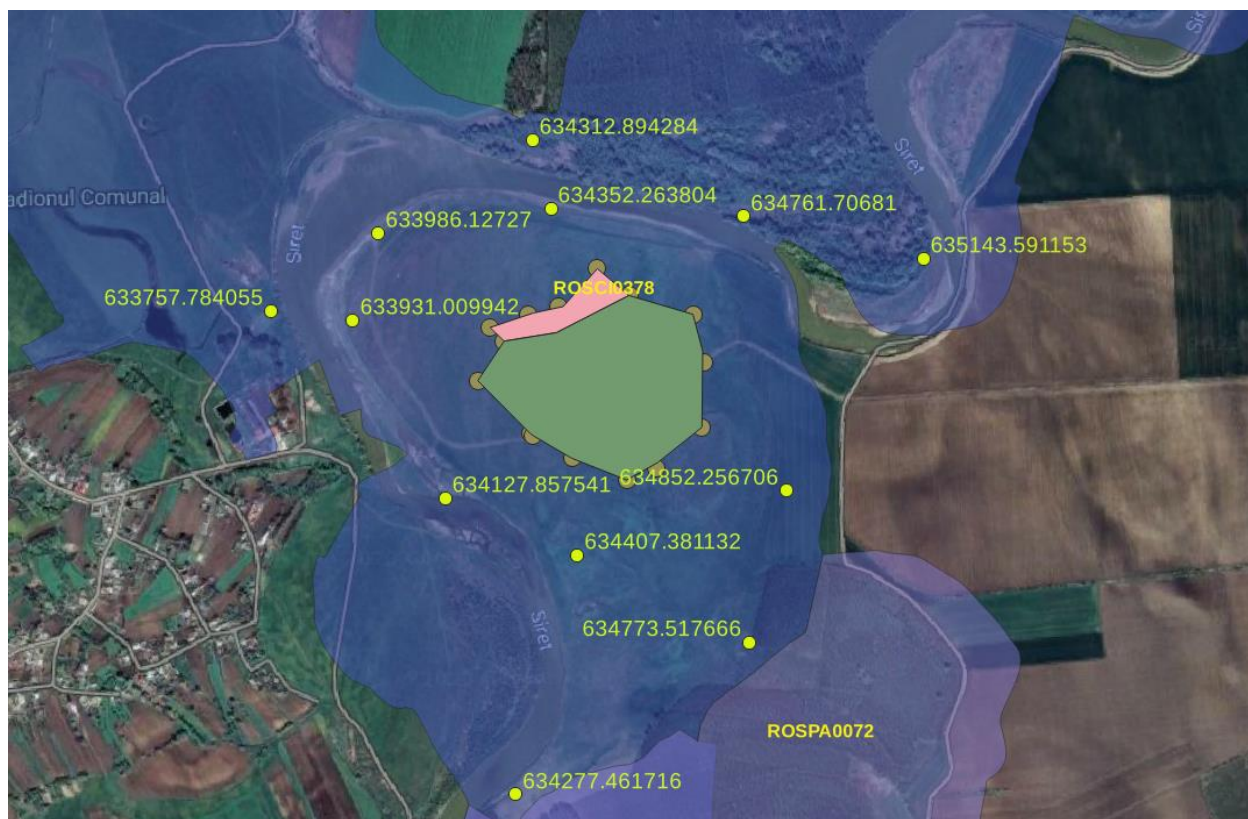 Siret
634312.894284
Siret
adionul Comunal
634352.263804
634761.70681
633986.12727
Siret
635143.591153
ROSCI0378
633757.784055
633931.009942
634852.256706
634127.857541
634407.381132
634773.517666
Siret
ROSPA0072
634277.461716